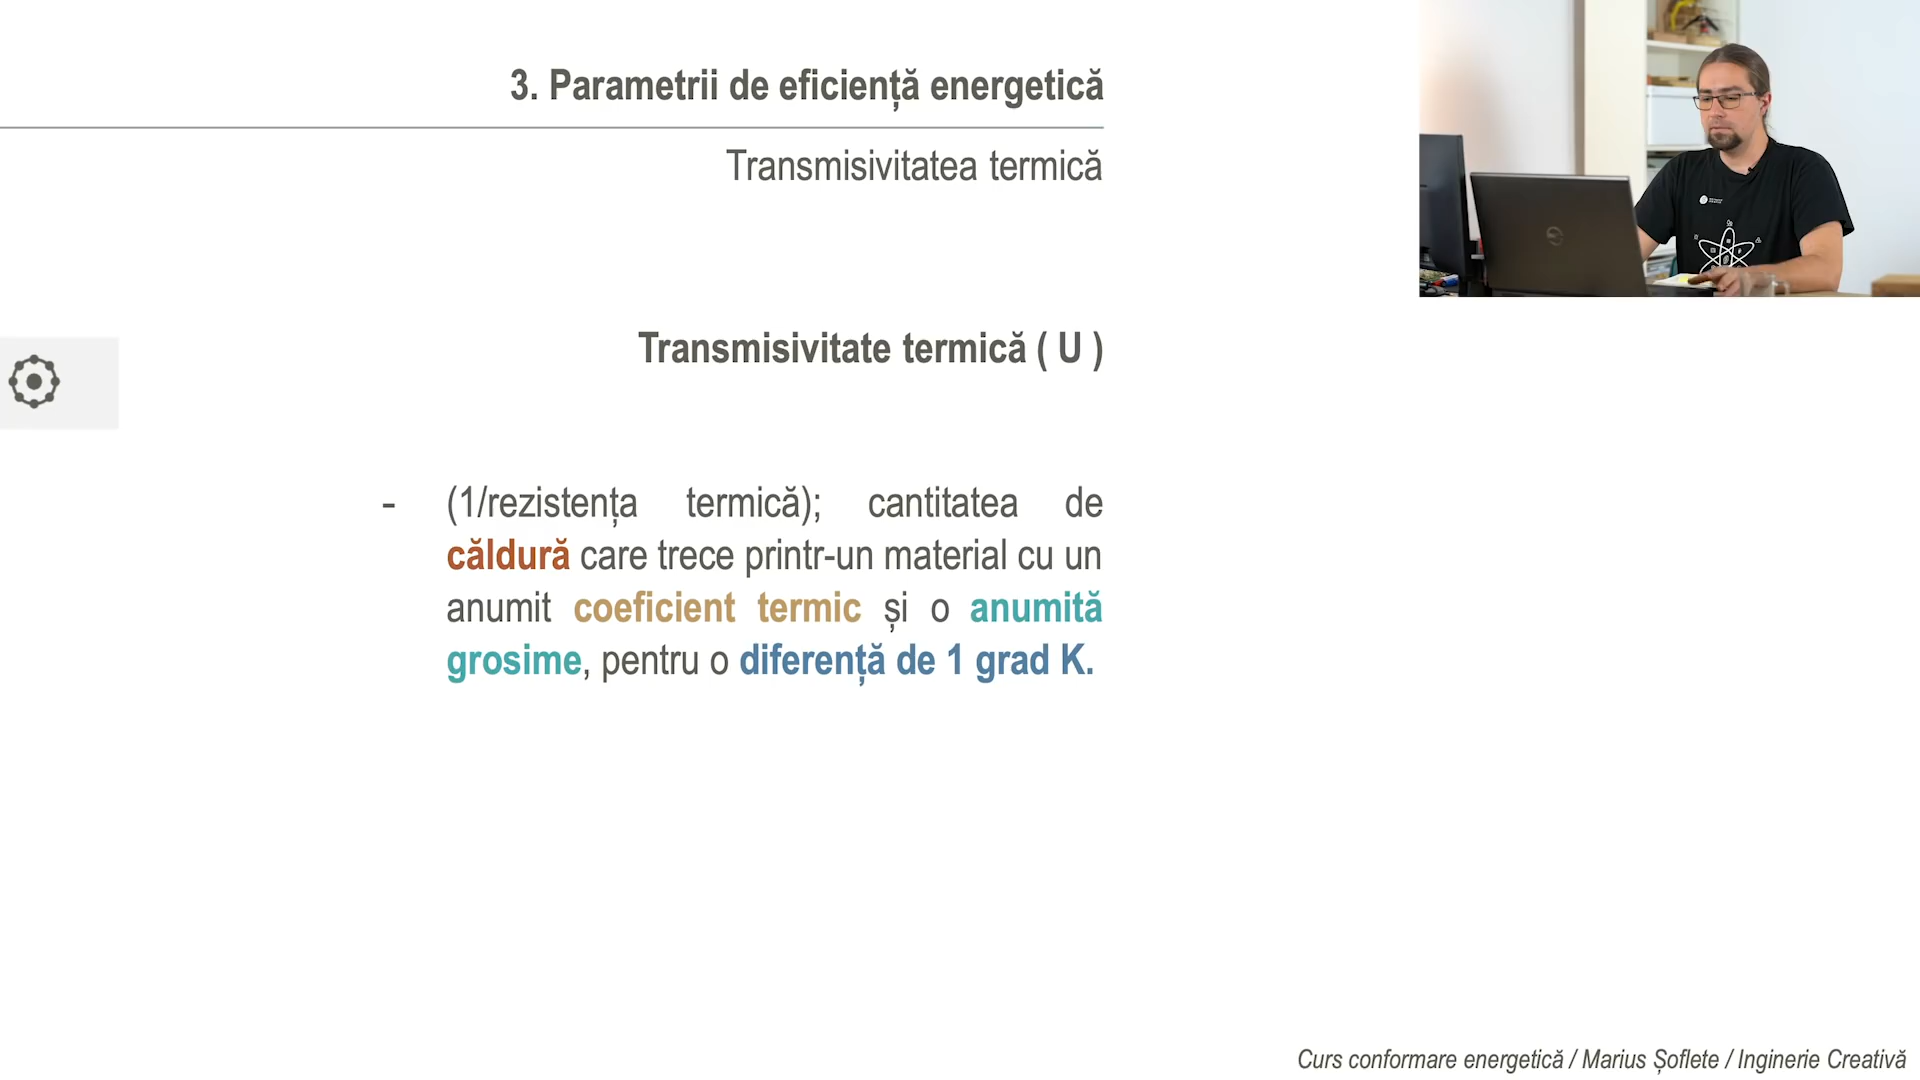 3. Parametrii de eficiență energetică
Transmisivitatea termică
Transmisivitate termică ( U )
- (1/rezistența termică); cantitatea de
căldură care trece printr-un material cu un
anumit coeficient termic și o anumită
grosime, pentru o diferență de 1 grad K.
Curs conformare energetică / Marius Șoflete / Inginerie Creativă